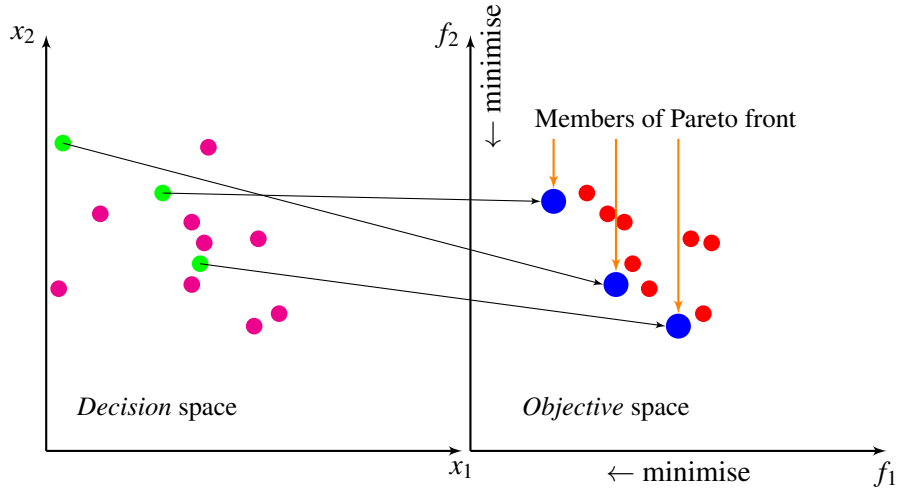 x2
f2
← minimise
Members of Pareto front
Decision space
Objective space
x1
← minimise
f1